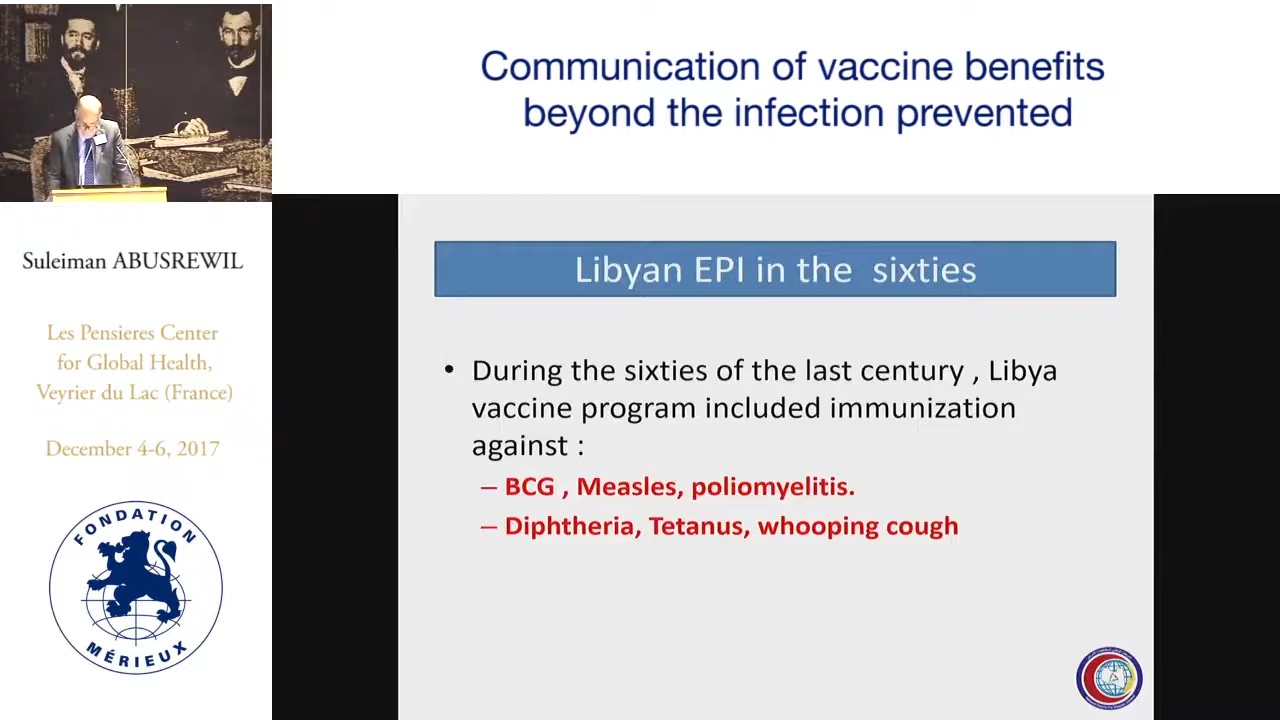 Communication of vaccine benefits
beyond the infection prevented
Suleiman ABUSREWIL
Les Pensieres Center
for Global Health,
Veyrier du Lac (France)
December 4-6, 2017
FONDATION
MÉRIEUX
Libyan EPI in the sixties
• During the sixties of the last century , Libya
vaccine program included immunization
against :
– BCG , Measles, poliomyelitis.
– Diphtheria, Tetanus, whooping cough